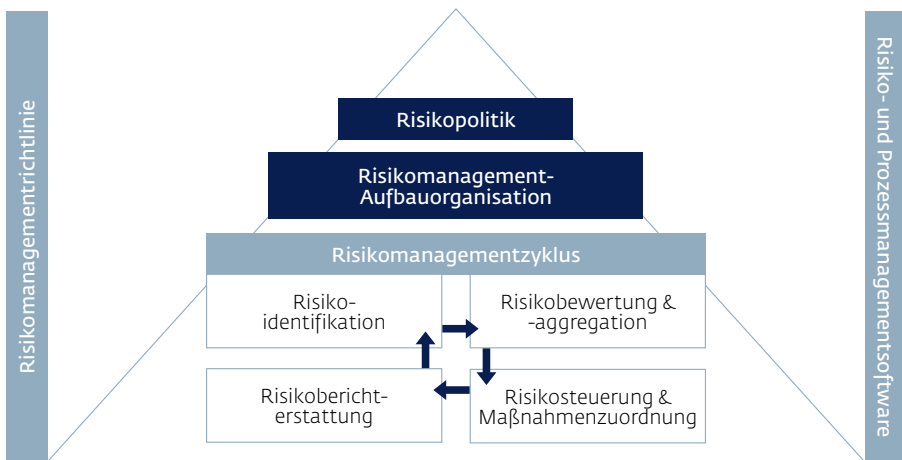 Risikomanagementrichtlinie
Risikopolitik
Risikomanagement-
Aufbauorganisation
Risikomanagementzyklus
Risiko-
identifikation
Risikobewertung &
-aggregation
Risikobericht-
erstattung
Risikosteuerung &
Maßnahmenzuordnung
Risiko- und Prozessmanagementsoftware